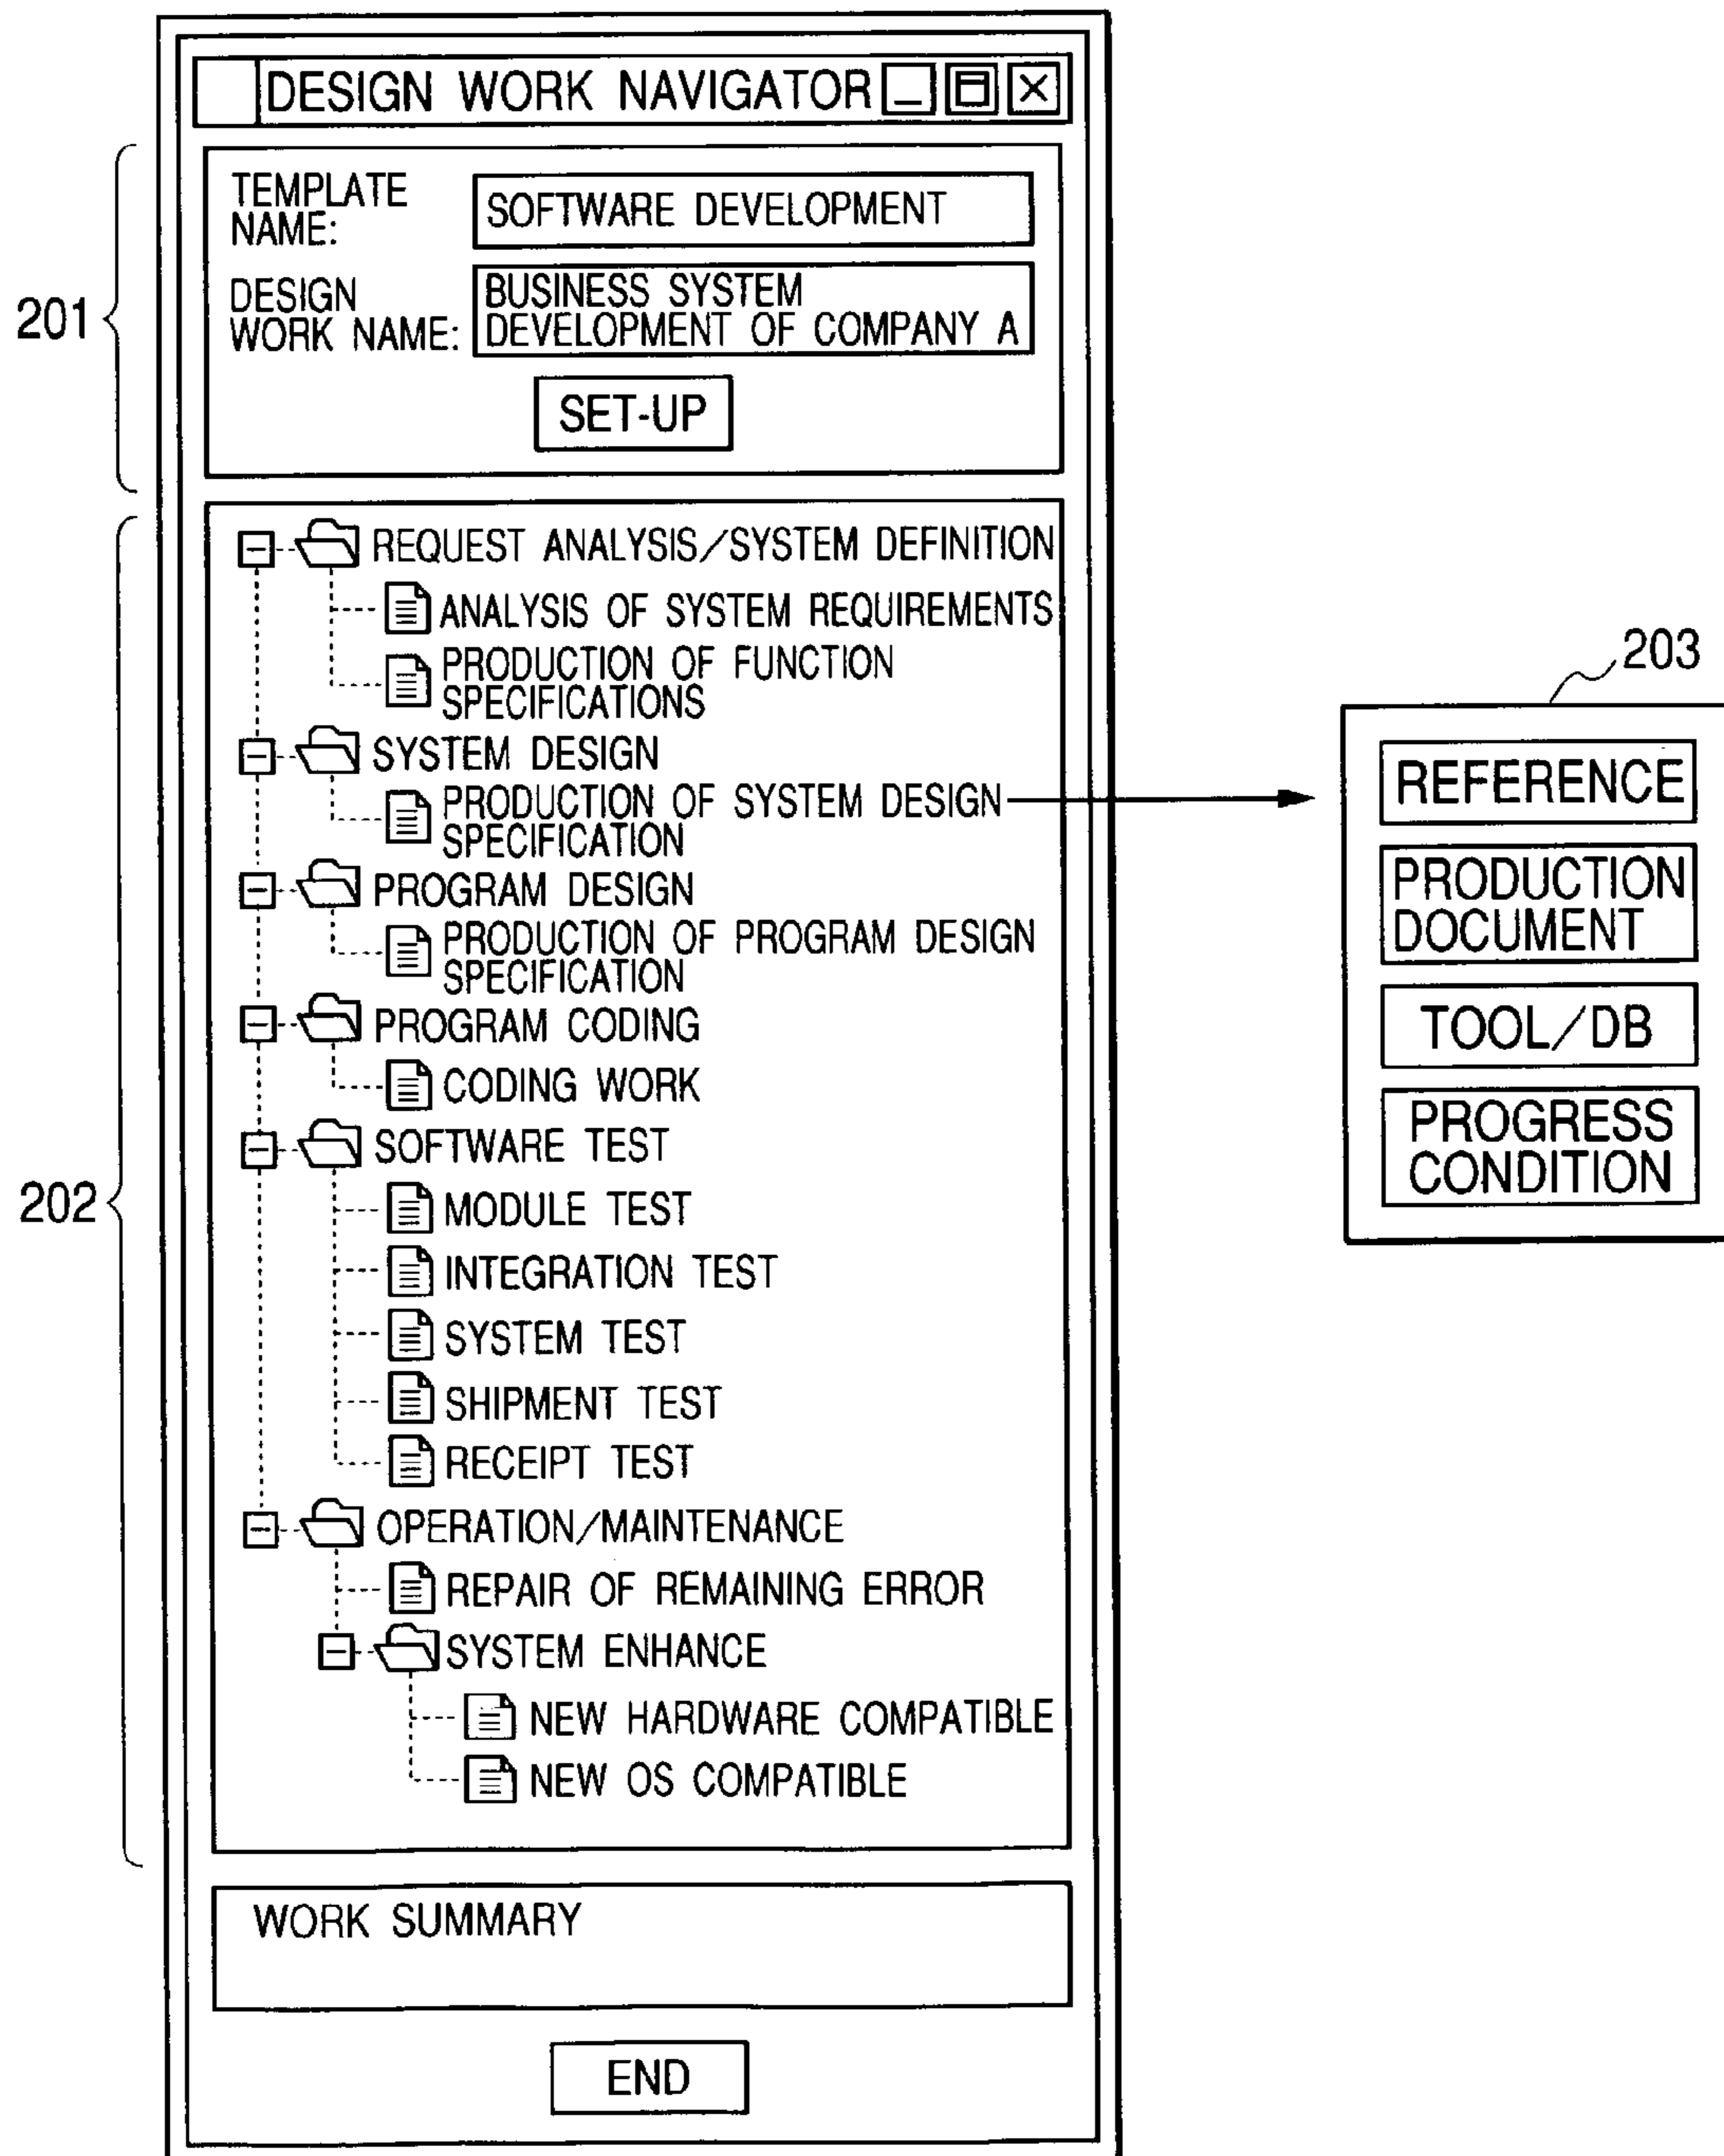 DESIGN WORK NAVIGATOR
201
TEMPLATE
NAME:
SOFTWARE DEVELOPMENT
DESIGN
WORK NAME:
BUSINESS SYSTEM
DEVELOPMENT OF COMPANY A
SET-UP
202
REQUEST ANALYSIS/SYSTEM DEFINITION
ANALYSIS OF SYSTEM REQUIREMENTS
PRODUCTION OF FUNCTION
SPECIFICATIONS
SYSTEM DESIGN
PRODUCTION OF SYSTEM DESIGN
SPECIFICATION
PROGRAM DESIGN
PRODUCTION OF PROGRAM DESIGN
SPECIFICATION
PROGRAM CODING
CODING WORK
SOFTWARE TEST
MODULE TEST
INTEGRATION TEST
SYSTEM TEST
SHIPMENT TEST
RECEIPT TEST
OPERATION/MAINTENANCE
REPAIR OF REMAINING ERROR
SYSTEM ENHANCE
NEW HARDWARE COMPATIBLE
NEW OS COMPATIBLE
WORK SUMMARY
END
203
REFERENCE
PRODUCTION
DOCUMENT
TOOL/DB
PROGRESS
CONDITION